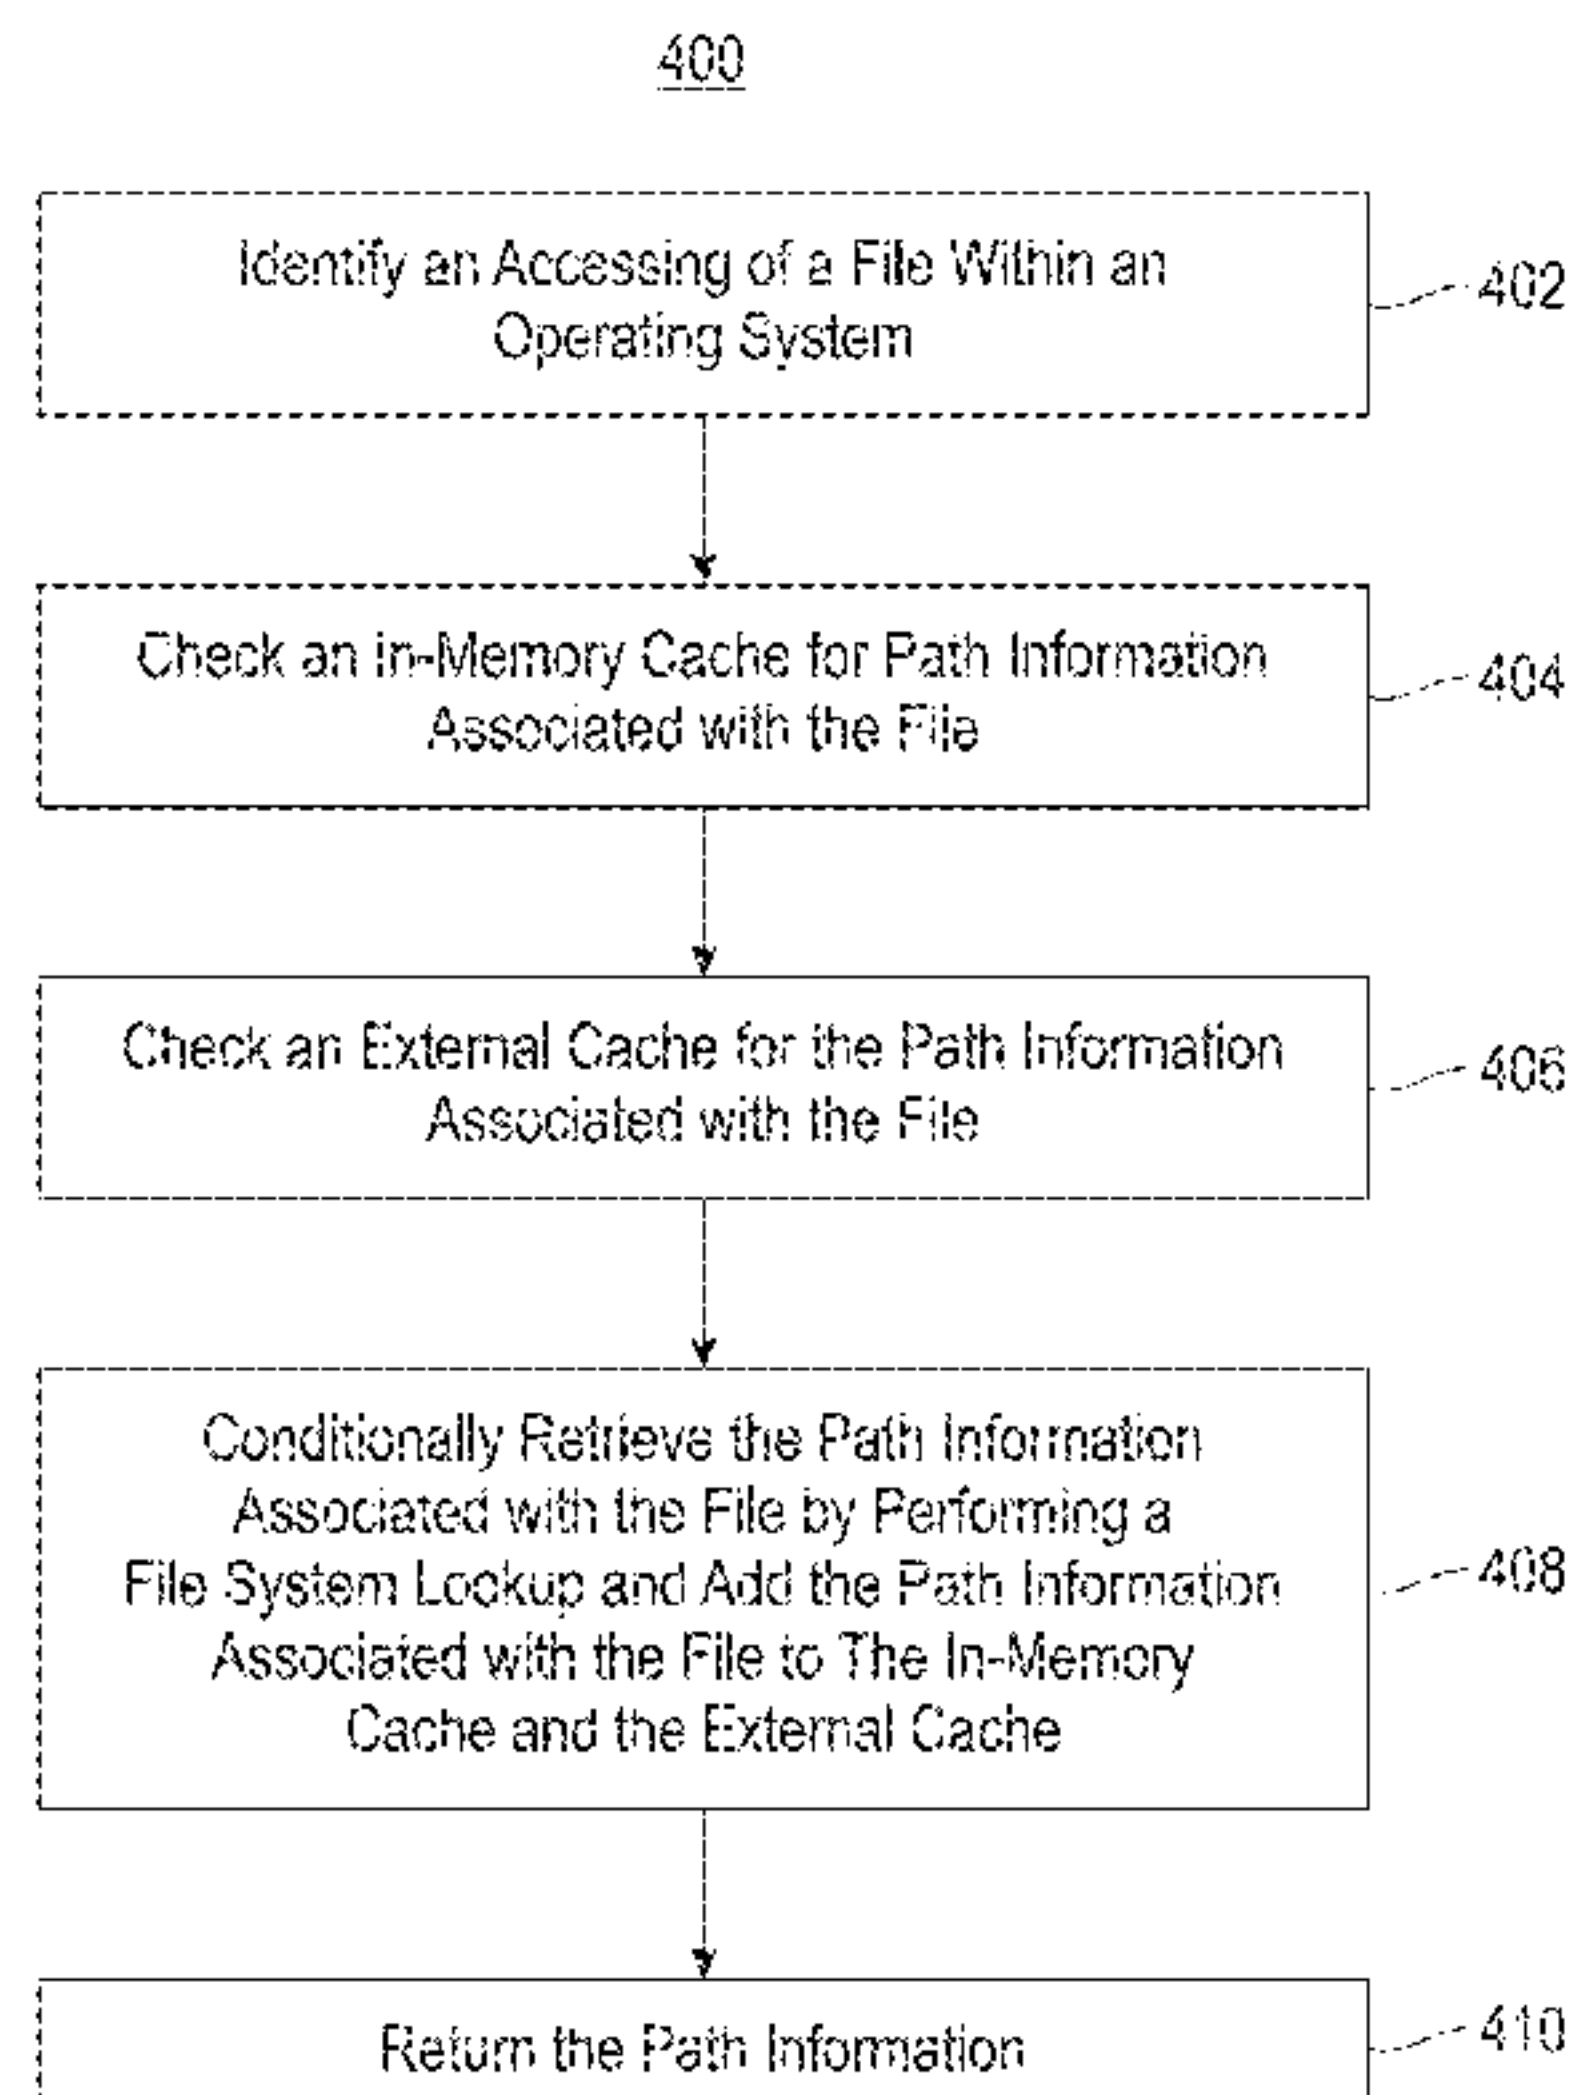 400
Identify an Accessing of a File Within an
Operating System
402
Check an In-Memory Cache for Path Information
Associated with the File
404
Check an External Cache for the Path Information
Associated with the File
406
Conditionally Retrieve the Path Information
Associated with the File by Performing a
File System Lookup and Add the Path Information
Associated with the File to The In-Memory
Cache and the External Cache
408
Return the Path Information
410